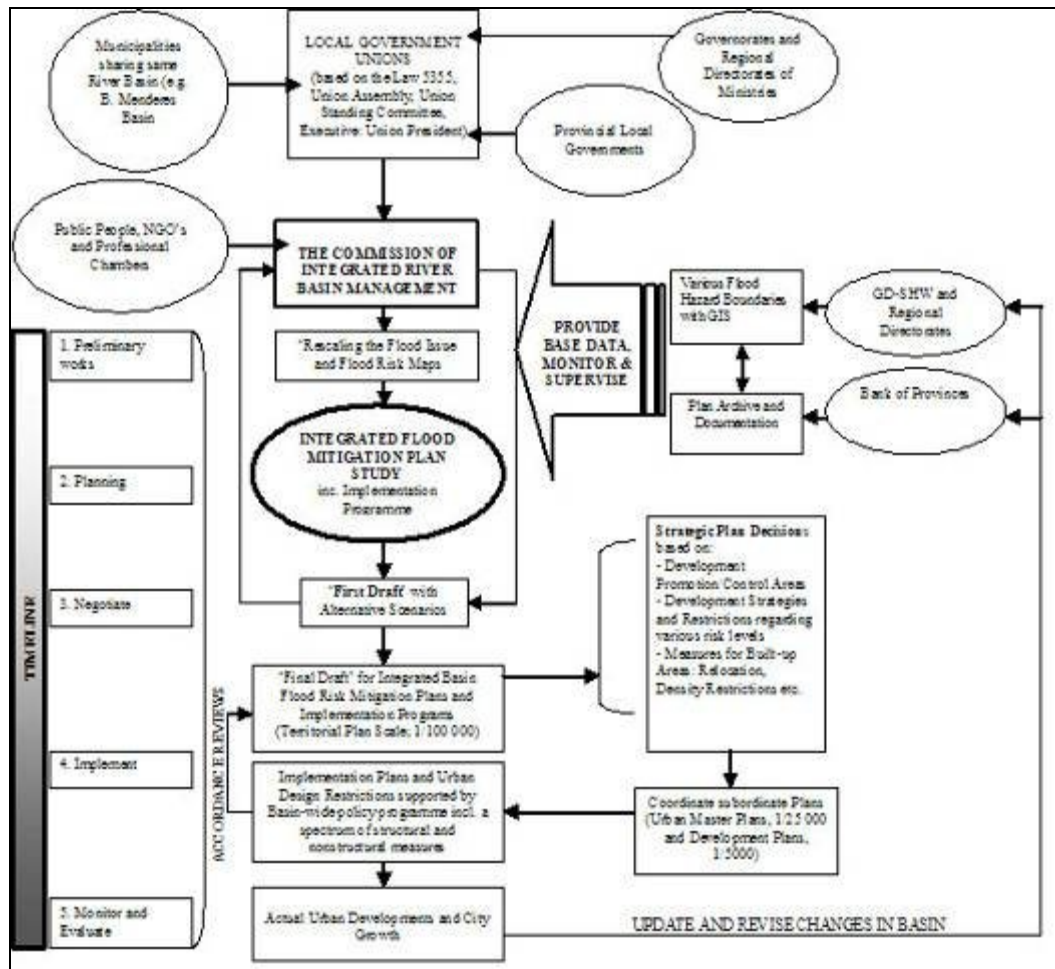 Municipalities
sharing same
River Basin (e.g.
B. Menderes
Basin
LOCAL GOVERNMENT
UNIONS
(based on the Law 5355,
Union Assembly, Union
Standing Committee,
Executive: Union President)
Governorates and
Regional
Directorates of
Ministries
Provincial Local
Governments
Public People, NGO's
and Professional
Chambers
THE COMMISSION OF
INTEGRATED RIVER
BASIN MANAGEMENT
PROVIDE
BASE DATA,
MONITOR &
SUPERVISE
Various Flood
Hazard Boundaries
with GIS
GD-SHW and
Regional
Directorates
Plan Archive and
Documentation
Bank of Provinces
TIMELINE
1. Preliminary
works
2. Planning
3. Negotiate
4. Implement
5. Monitor and
Evaluate
ACCORDANCE REVIEWS
"Rescaling the Flood Issue
and Flood Risk Maps
INTEGRATED FLOOD
MITIGATION PLAN
STUDY
inc. Implementation
Programme
"First Draft" with
Alternative Scenarios
"Final Draft" for Integrated Basin
Flood Risk Mitigation Plans and
Implementation Programs
(Territorial Plan Scale, 1/100 000)
Strategic Plan Decisions
based on:
- Development
Promotion Control Areas
- Development Strategies
and Restrictions regarding
various risk levels
- Measures for Built-up
Areas: Relocation,
Density Restrictions etc.
Coordinate subordinate Plans
(Urban Master Plans, 1/25 000
and Development Plans,
1/5000)
Implementation Plans and Urban
Design Restrictions supported by
Basin-wide policy programme incl. a
spectrum of structural and
constructural measures
Actual Urban Developments and City
Growth
UPDATE AND REVISE CHANGES IN BASIN